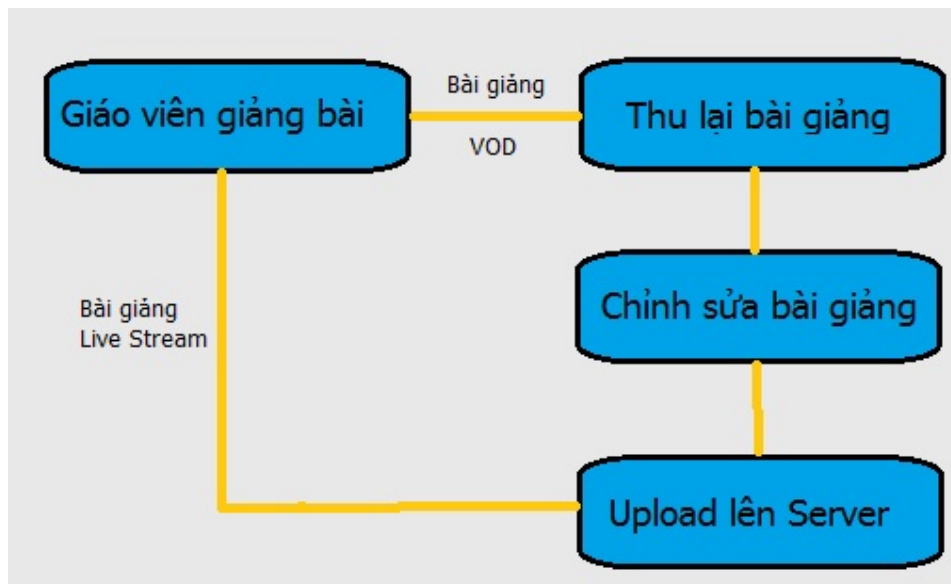 Giáo viên giảng bài
Bài giảng
VOD
Thu lại bài giảng
Chỉnh sửa bài giảng
Bài giảng
Live Stream
Upload lên Server